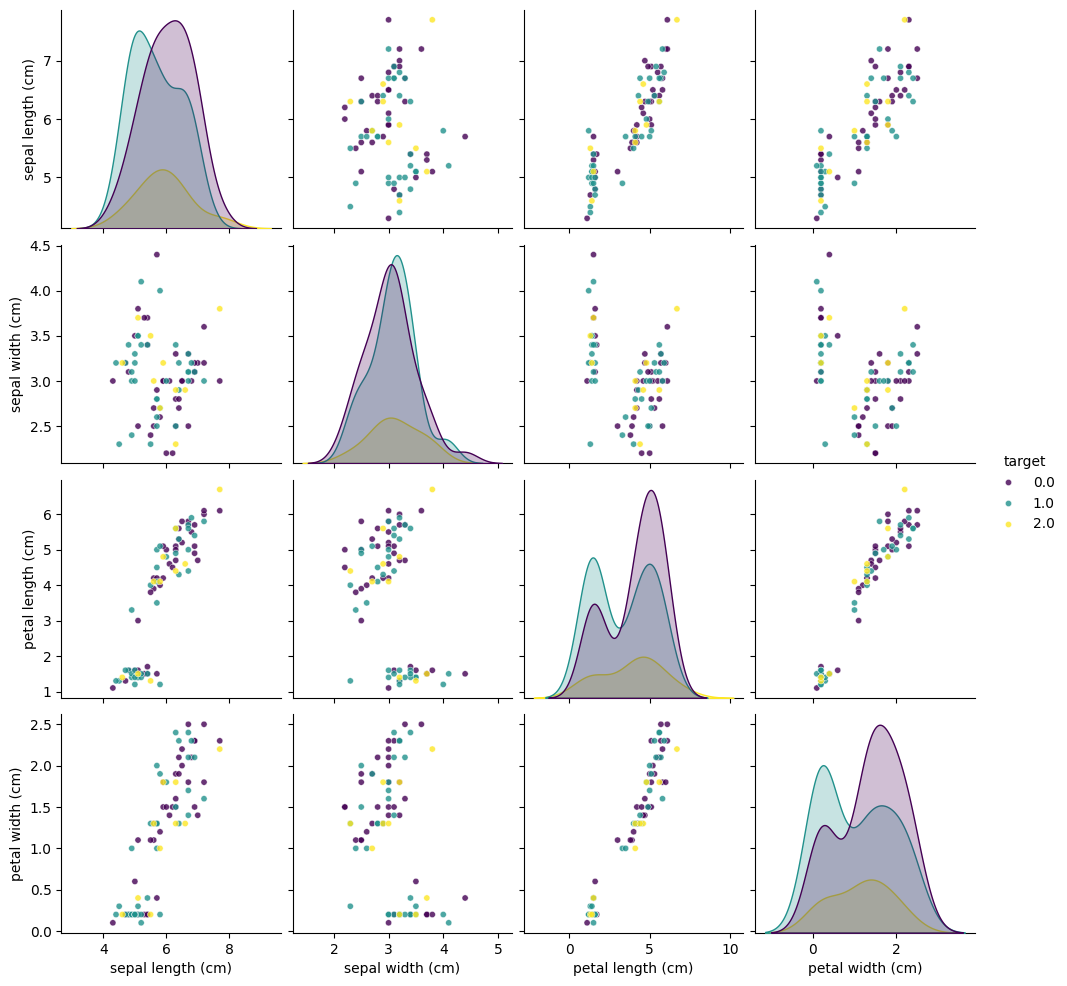 sepal length (cm)
7
6
5
sepal width (cm)
4.5
4.0
3.5
3.0
2.5
target
0.0
1.0
2.0
petal length (cm)
6
5
4
3
2
1
petal width (cm)
2.5
2.0
1.5
1.0
0.5
0.0
4 6 8
2 3 4 5
0 5 10
0 2
sepal length (cm) sepal width (cm) petal length (cm) petal width (cm)